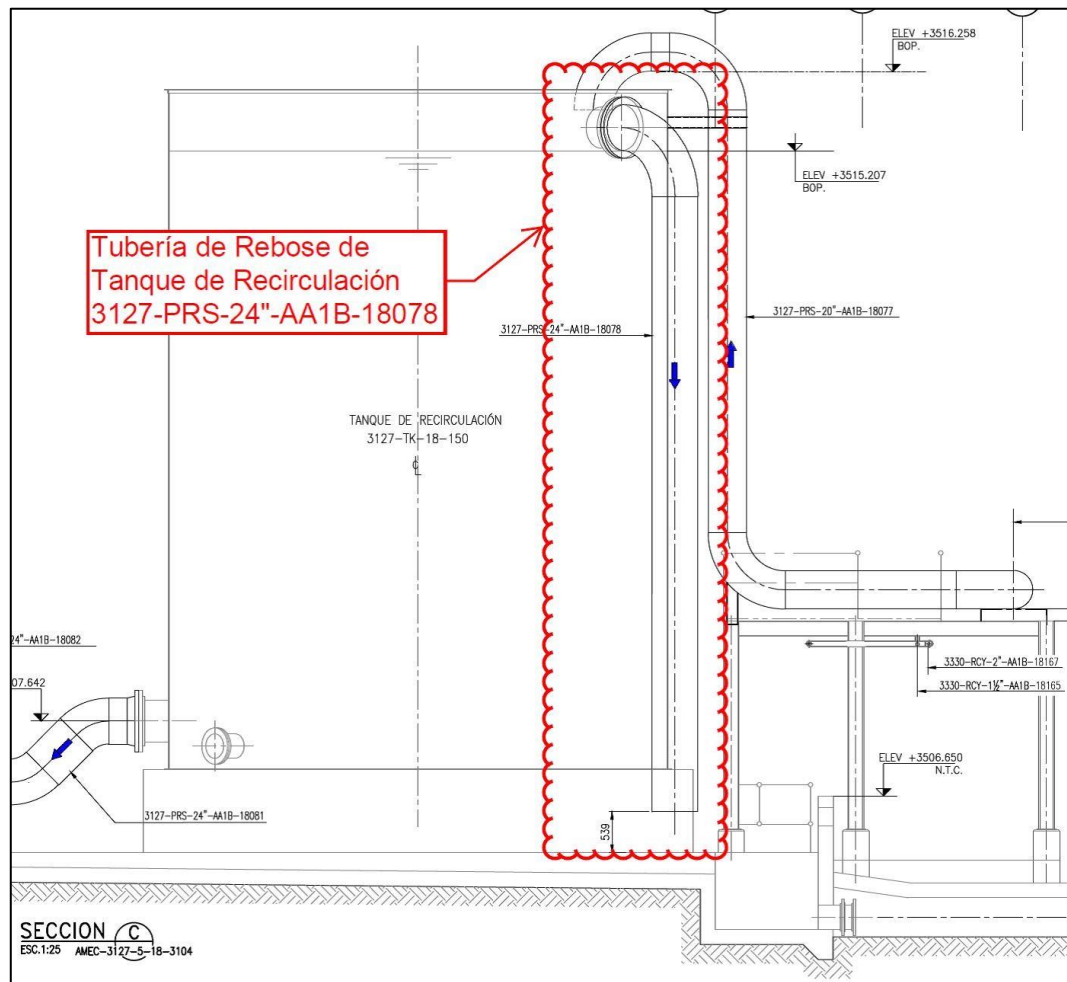 ELEV +3516.258
BOP.
ELEV +3515.207
BOP.
Tubería de Rebose de
Tanque de Recirculación
3127-PRS-24"-AA1B-18078
3127-PRS-24"-AA1B-18078
3127-PRS-20"-AA1B-18077
TANQUE DE RECIRCULACIÓN
3127-TK-18-150
24"-AA1B-18082
07.642
3330-RCY-2"-AA1B-18167
3330-RCY-1½"-AA1B-18165
ELEV +3506.650
N.T.C.
3127-PRS-24"-AA1B-18081
539
SECCION C
ESC.1:25 AMEC-3127-5-18-3104